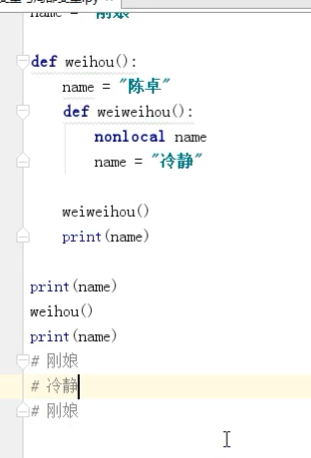 name = "刚娘"
def weihou():
    name = "陈卓"
    def weiweihou():
        nonlocal name
        name = "冷静"
    weiweihou()
    print(name)
print(name)
weihou()
print(name)
# 刚娘
# 冷静
# 刚娘